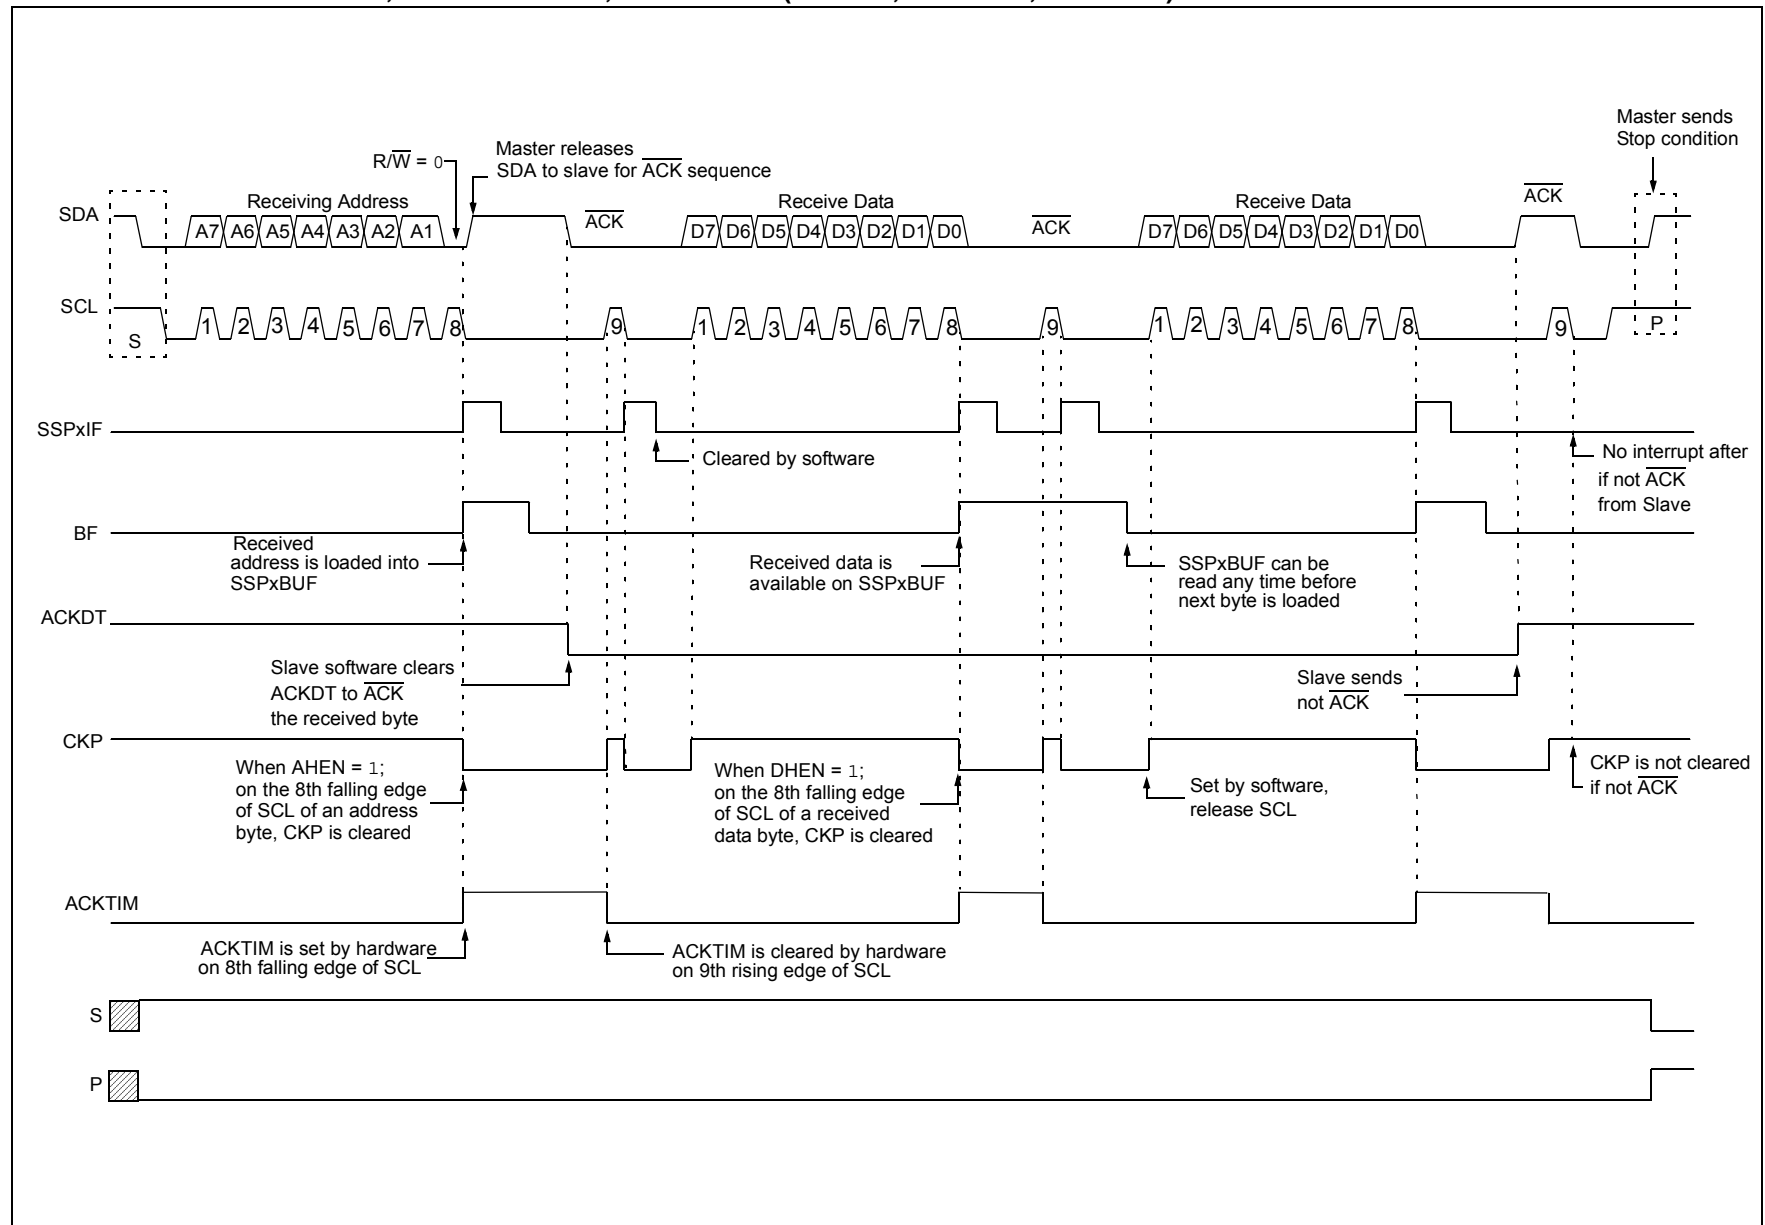 Master sends
Stop condition
R/W = 0
Master releases
SDA to slave for ACK sequence
SDA
Receiving Address
A7 A6 A5 A4 A3 A2 A1
ACK
Receive Data
D7 D6 D5 D4 D3 D2 D1 D0
ACK
Receive Data
D7 D6 D5 D4 D3 D2 D1 D0
ACK
SCL
S
1 2 3 4 5 6 7 8
9
1 2 3 4 5 6 7 8
9
1 2 3 4 5 6 7 8
9
P
SSPxIF
Cleared by software
No interrupt after
if not ACK
from Slave
BF
Received
address is loaded into
SSPxBUF
Received data is
available on SSPxBUF
SSPxBUF can be
read any time before
next byte is loaded
ACKDT
Slave software clears
ACKDT to ACK
the received byte
Slave sends
not ACK
CKP
When AHEN = 1;
on the 8th falling edge
of SCL of an address
byte, CKP is cleared
When DHEN = 1;
on the 8th falling edge
of SCL of a received
data byte, CKP is cleared
Set by software,
release SCL
CKP is not cleared
if not ACK
ACKTIM
ACKTIM is set by hardware
on 8th falling edge of SCL
ACKTIM is cleared by hardware
on 9th rising edge of SCL
S
P